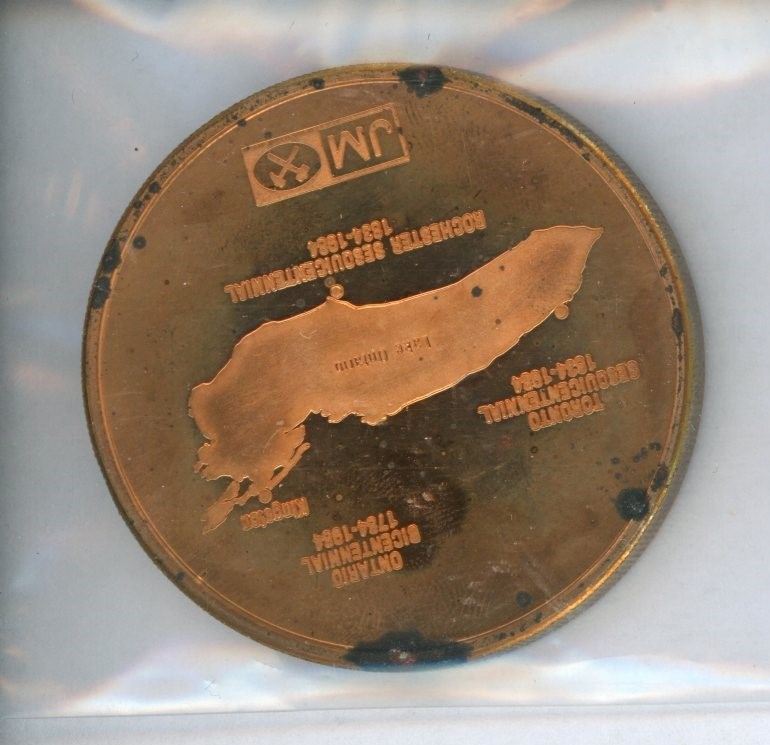 ONTARIO
BICENTENNIAL
1784-1984
Kingston
TORONTO
SESQUICENTENNIAL
1834-1984
Lake Ontario
ROCHESTER SESQUICENTENNIAL
1834-1984
JM